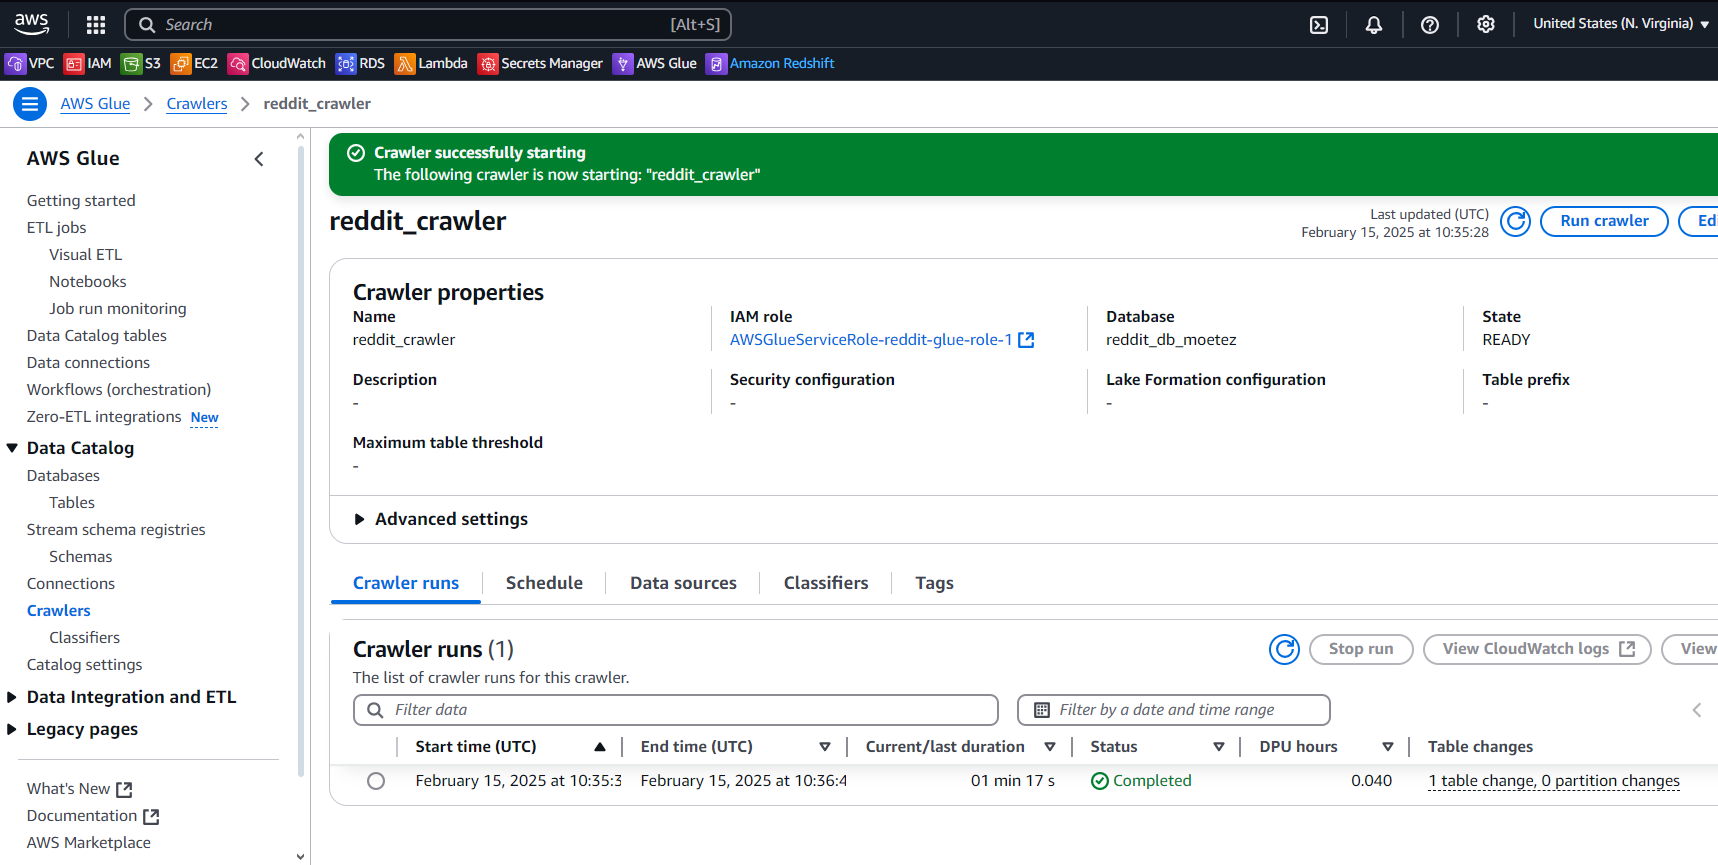 aws
Search [Alt+S]
United States (N. Virginia)
VPC IAM S3 EC2 CloudWatch RDS Lambda Secrets Manager AWS Glue Amazon Redshift
AWS Glue > Crawlers > reddit_crawler
AWS Glue
Getting started
ETL jobs
Visual ETL
Notebooks
Job run monitoring
Data Catalog tables
Data connections
Workflows (orchestration)
Zero-ETL integrations New
Data Catalog
Databases
Tables
Stream schema registries
Schemas
Connections
Crawlers
Classifiers
Catalog settings
Data Integration and ETL
Legacy pages
What's New
Documentation
AWS Marketplace
Crawler successfully starting
The following crawler is now starting: "reddit_crawler"
reddit_crawler
Last updated (UTC)
February 15, 2025 at 10:35:28
Run crawler
Edi
Crawler properties
Name
reddit_crawler
IAM role
AWSGlueServiceRole-reddit-glue-role-1
Database
reddit_db_moetez
State
READY
Description
-
Security configuration
-
Lake Formation configuration
-
Table prefix
-
Maximum table threshold
-
Advanced settings
Crawler runs Schedule Data sources Classifiers Tags
Crawler runs (1)
The list of crawler runs for this crawler.
Stop run View CloudWatch logs View
Filter data Filter by a date and time range
Start time (UTC) End time (UTC) Current/last duration Status DPU hours Table changes
February 15, 2025 at 10:35:3 February 15, 2025 at 10:36:4 01 min 17 s Completed 0.040 1 table change, 0 partition changes